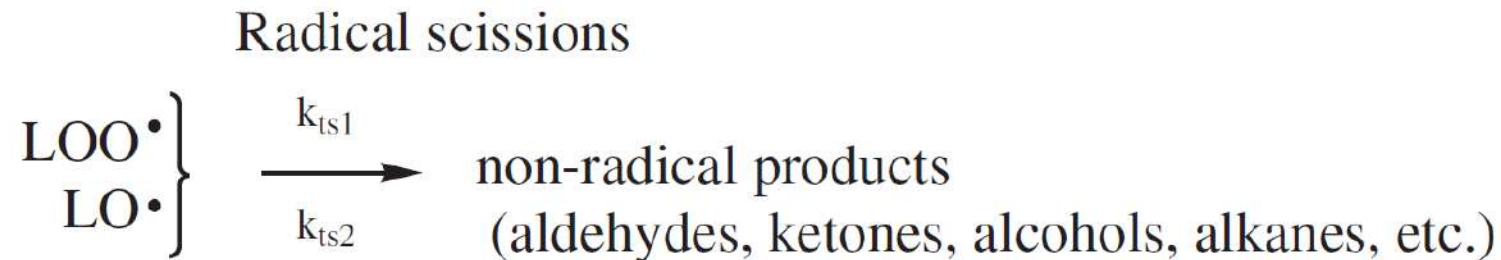 Radical scissions
LOO•
LO•
k_ts1
k_ts2
non-radical products
(aldehydes, ketones, alcohols, alkanes, etc.)